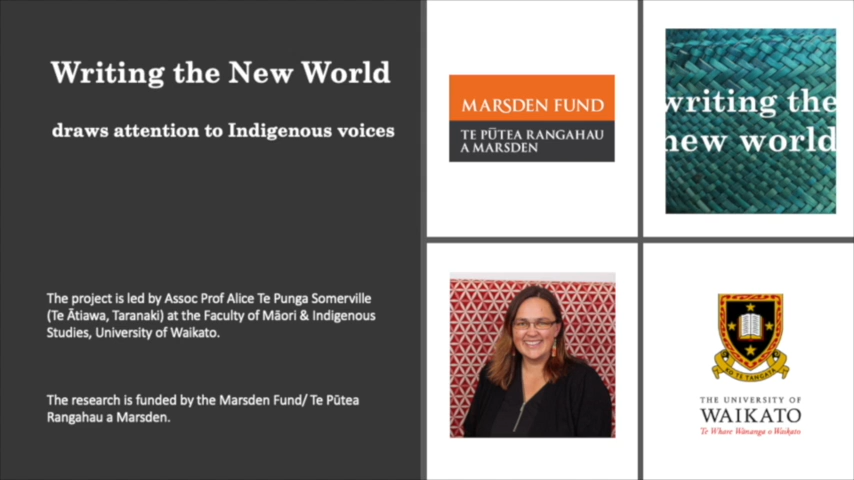 Writing the New World
draws attention to Indigenous voices
The project is led by Assoc Prof Alice Te Punga Somerville
(Te Ātiawa, Taranaki) at the Faculty of Māori & Indigenous
Studies, University of Waikato.
The research is funded by the Marsden Fund/ Te Pūtea
Rangahau a Marsden.
MARSDEN FUND
TE PŪTEA RANGAHAU
A MARSDEN
writing the
new world
KO TE TANGATA
THE UNIVERSITY OF
WAIKATO
Te Whare Wānanga o Waikato